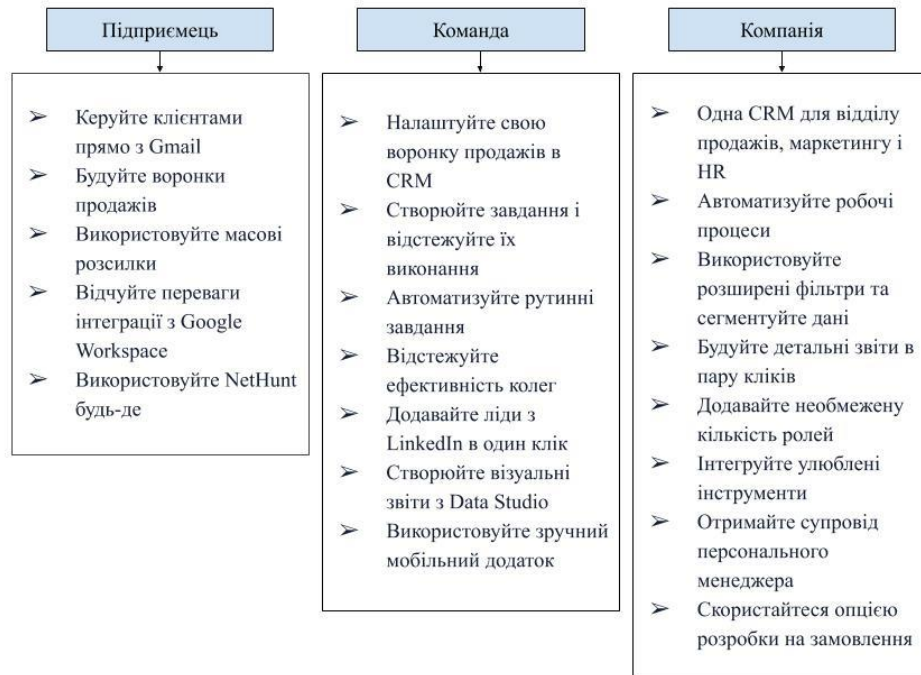 Підприємець
Керуйте клієнтами
прямо з Gmail
Будуйте воронки
продажів
Використовуйте масові
розсилки
Відчуйте переваги
інтеграції з Google
Workspace
Використовуйте NetHunt
будь-де
Команда
Налаштуйте свою
воронку продажів в
CRM
Створюйте завдання і
відстежуйте їх
виконання
Автоматизуйте рутинні
завдання
Відстежуйте
ефективність колег
Додавайте ліди з
LinkedIn в один клік
Створюйте візуальні
звіти з Data Studio
Використовуйте зручний
мобільний додаток
Компанія
Одна CRM для відділу
продажів, маркетингу і
HR
Автоматизуйте робочі
процеси
Використовуйте
розширені фільтри та
сегментуйте дані
Будуйте детальні звіти в
пару кліків
Додавайте необмежену
кількість ролей
Інтегруйте улюблені
інструменти
Отримайте супровід
персонального
менеджера
Скористайтеся опцією
розробки на замовлення